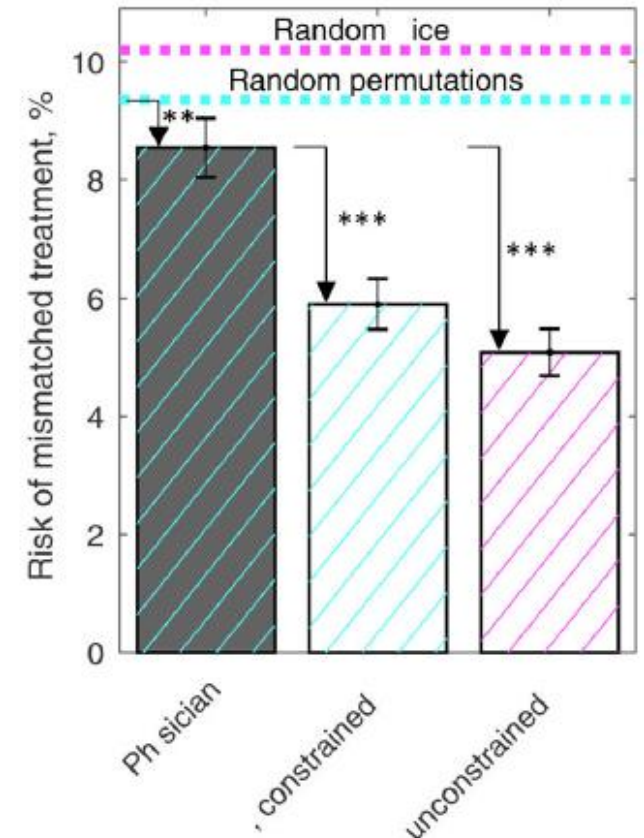 Random ice
10
Random permutations
**
8
***
***
6
4
2
0
Risk of mismatched treatment, %
Ph sician
, constrained
unconstrained